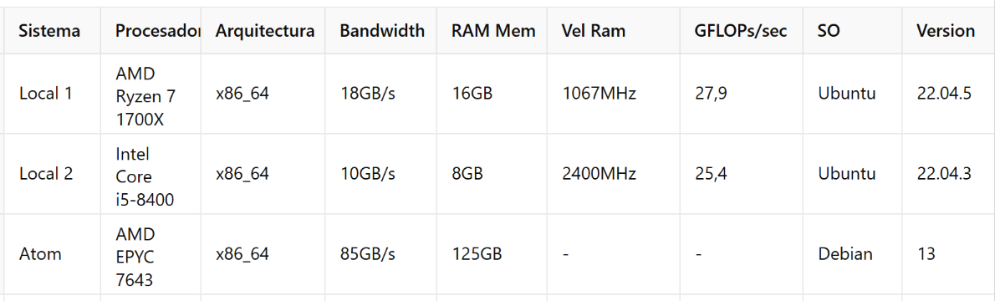 Sistema Procesador Arquitectura Bandwidth RAM Mem Vel Ram GFLOPs/sec SO Version
Local 1 AMD Ryzen 7 1700X x86_64 18GB/s 16GB 1067MHz 27,9 Ubuntu 22.04.5
Local 2 Intel Core i5-8400 x86_64 10GB/s 8GB 2400MHz 25,4 Ubuntu 22.04.3
Atom AMD EPYC 7643 x86_64 85GB/s 125GB - - Debian 13